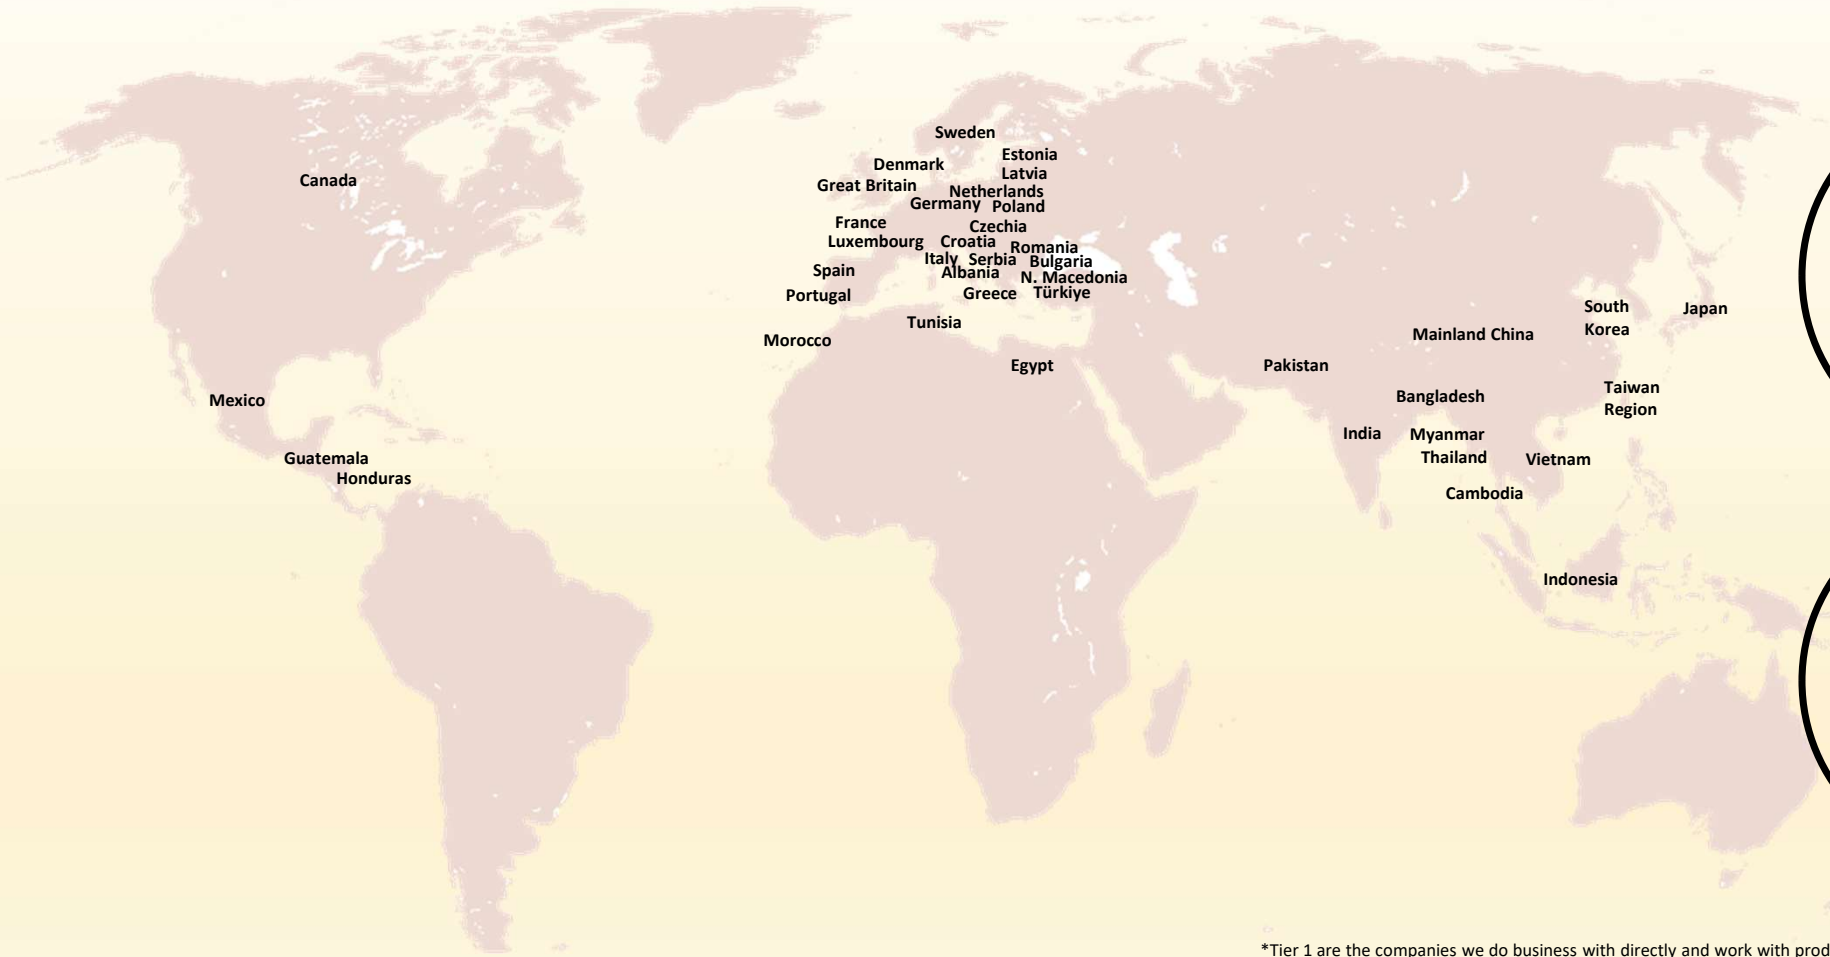 Sweden
Estonia
Denmark
Latvia
Canada
Great Britain
Netherlands
Germany
Poland
France
Czechia
Luxembourg
Croatia
Romania
Italy
Serbia
Bulgaria
Spain
Albania
N. Macedonia
Portugal
Greece
Türkiye
South
Korea
Japan
Tunisia
Mainland China
Morocco
Egypt
Pakistan
Taiwan
Region
Mexico
Bangladesh
India
Myanmar
Guatemala
Thailand
Vietnam
Honduras
Cambodia
Indonesia
*Tier 1 are the companies we do business with directly and work with prod